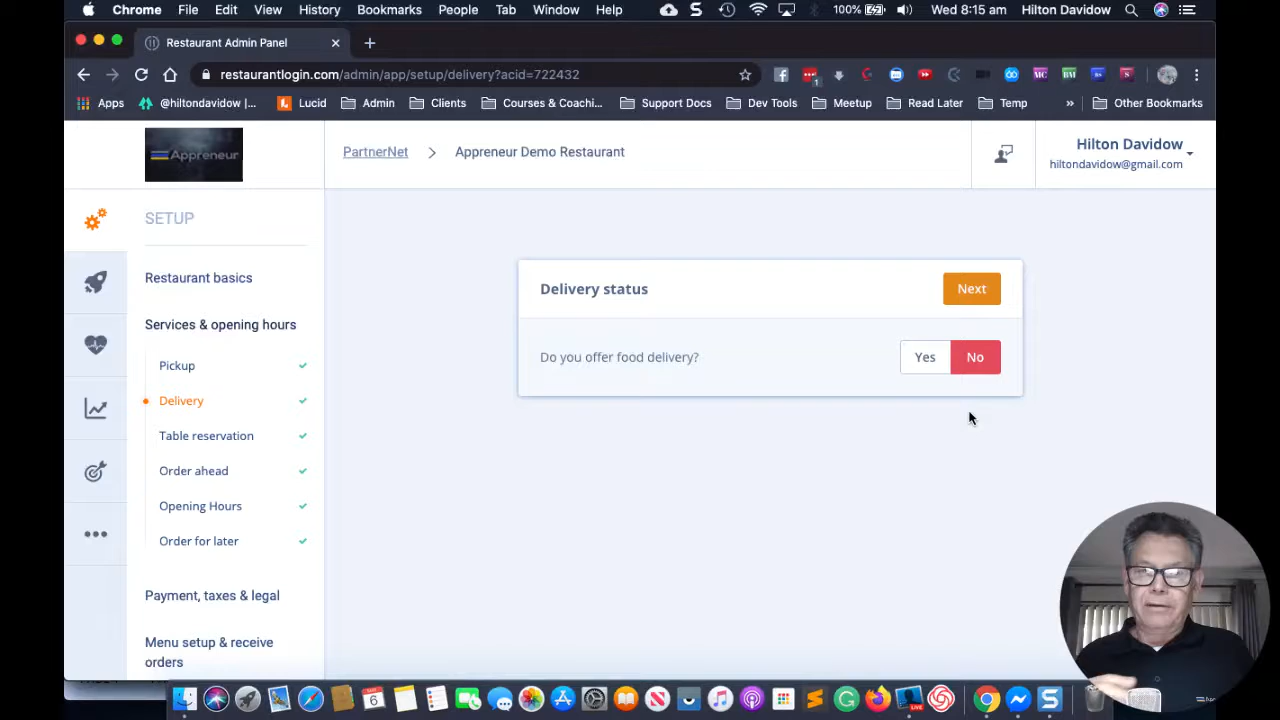 Chrome File Edit View History Bookmarks People Tab Window Help 100% Wed 8:15 am Hilton Davidow
Restaurant Admin Panel
restaurantlogin.com/admin/app/setup/delivery?acid=722432
Apps @hiltondavidow |... Lucid Admin Clients Courses & Coachi... Support Docs Dev Tools Meetup Read Later Temp » Other Bookmarks
Appreneur
PartnerNet > Appreneur Demo Restaurant
Hilton Davidow
hiltondavidow@gmail.com
SETUP
Restaurant basics
Services & opening hours
Pickup
Delivery
Table reservation
Order ahead
Opening Hours
Order for later
Payment, taxes & legal
Menu setup & receive
orders
Delivery status
Next
Do you offer food delivery?
Yes No